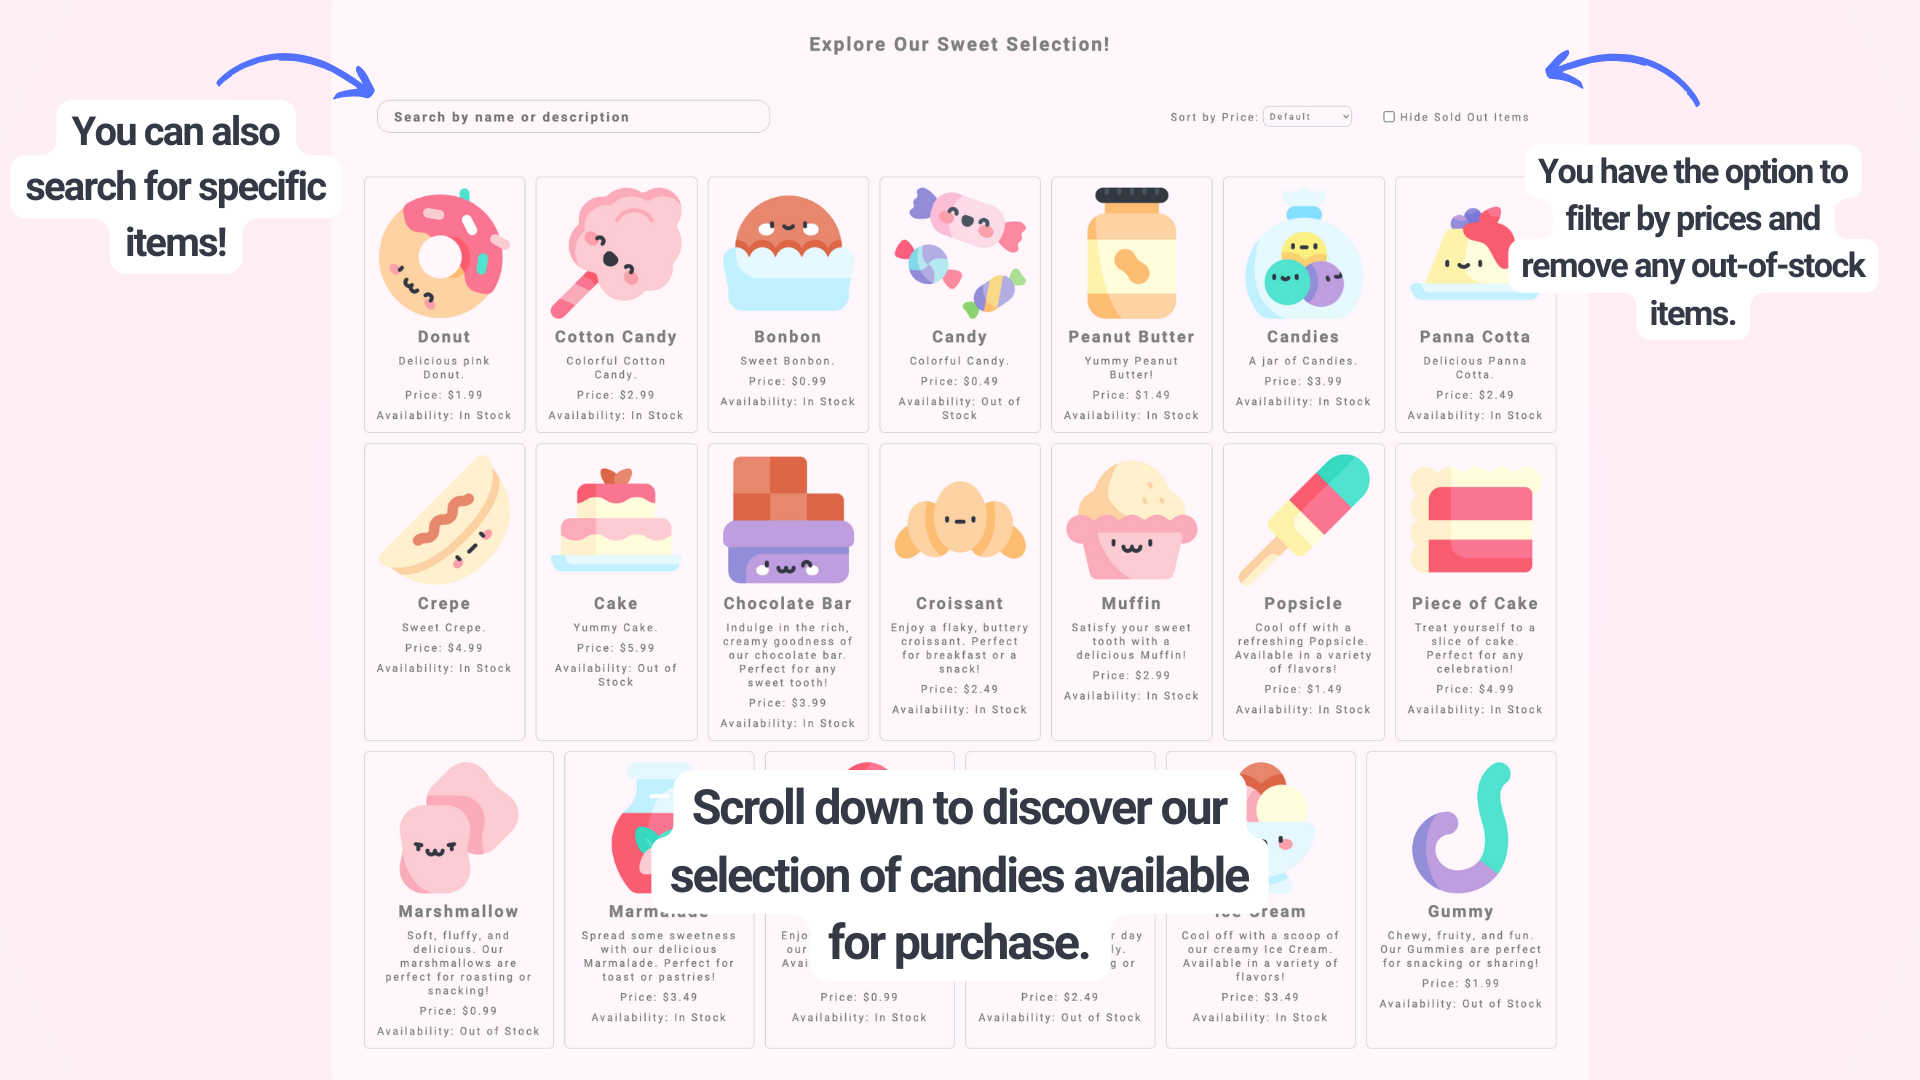 Explore Our Sweet Selection!
You can also
search for specific
items!
Search by name or description
Sort by Price: Default
Hide Sold Out Items
You have the option to
filter by prices and
remove any out-of-stock
items.
Donut
Delicious pink
Donut.
Price: $1.99
Availability: In Stock
Cotton Candy
Colorful Cotton
Candy.
Price: $2.99
Availability: In Stock
Bonbon
Sweet Bonbon.
Price: $0.99
Availability: In Stock
Candy
Colorful Candy.
Price: $0.49
Availability: Out of
Stock
Peanut Butter
Yummy Peanut
Butter!
Price: $1.49
Availability: In Stock
Candies
A jar of Candies.
Price: $3.99
Availability: In Stock
Panna Cotta
Delicious Panna
Cotta.
Price: $2.49
Availability: In Stock
Crepe
Sweet Crepe.
Price: $4.99
Availability: In Stock
Cake
Yummy Cake.
Price: $5.99
Availability: Out of
Stock
Chocolate Bar
Indulge in the rich,
creamy goodness of
our chocolate bar.
Perfect for any
sweet tooth!
Price: $3.99
Availability: In Stock
Croissant
Enjoy a flaky, buttery
croissant. Perfect
for breakfast or a
snack!
Price: $2.49
Availability: In Stock
Muffin
Satisfy your sweet
tooth with a
delicious Muffin!
Price: $2.99
Availability: In Stock
Popsicle
Cool off with a
refreshing Popsicle.
Available in a variety
of flavors!
Price: $1.49
Availability: In Stock
Piece of Cake
Treat yourself to a
slice of cake.
Perfect for any
celebration!
Price: $4.99
Availability: In Stock
Scroll down to discover our
selection of candies available
for purchase.
Marshmallow
Soft, fluffy, and
delicious. Our
marshmallows are
perfect for roasting or
snacking!
Price: $0.99
Availability: Out of Stock
Marmalade
Spread some sweetness
with our delicious
Marmalade. Perfect for
toast or pastries!
Price: $3.49
Availability: In Stock
our
Price: $0.99
Availability: In Stock
day
or
Price: $2.49
Availability: Out of Stock
Ice Cream
Cool off with a scoop of
our creamy Ice Cream.
Available in a variety of
flavors!
Price: $3.49
Availability: In Stock
Gummy
Chewy, fruity, and fun.
Our Gummies are perfect
for snacking or sharing!
Price: $1.99
Availability: Out of Stock